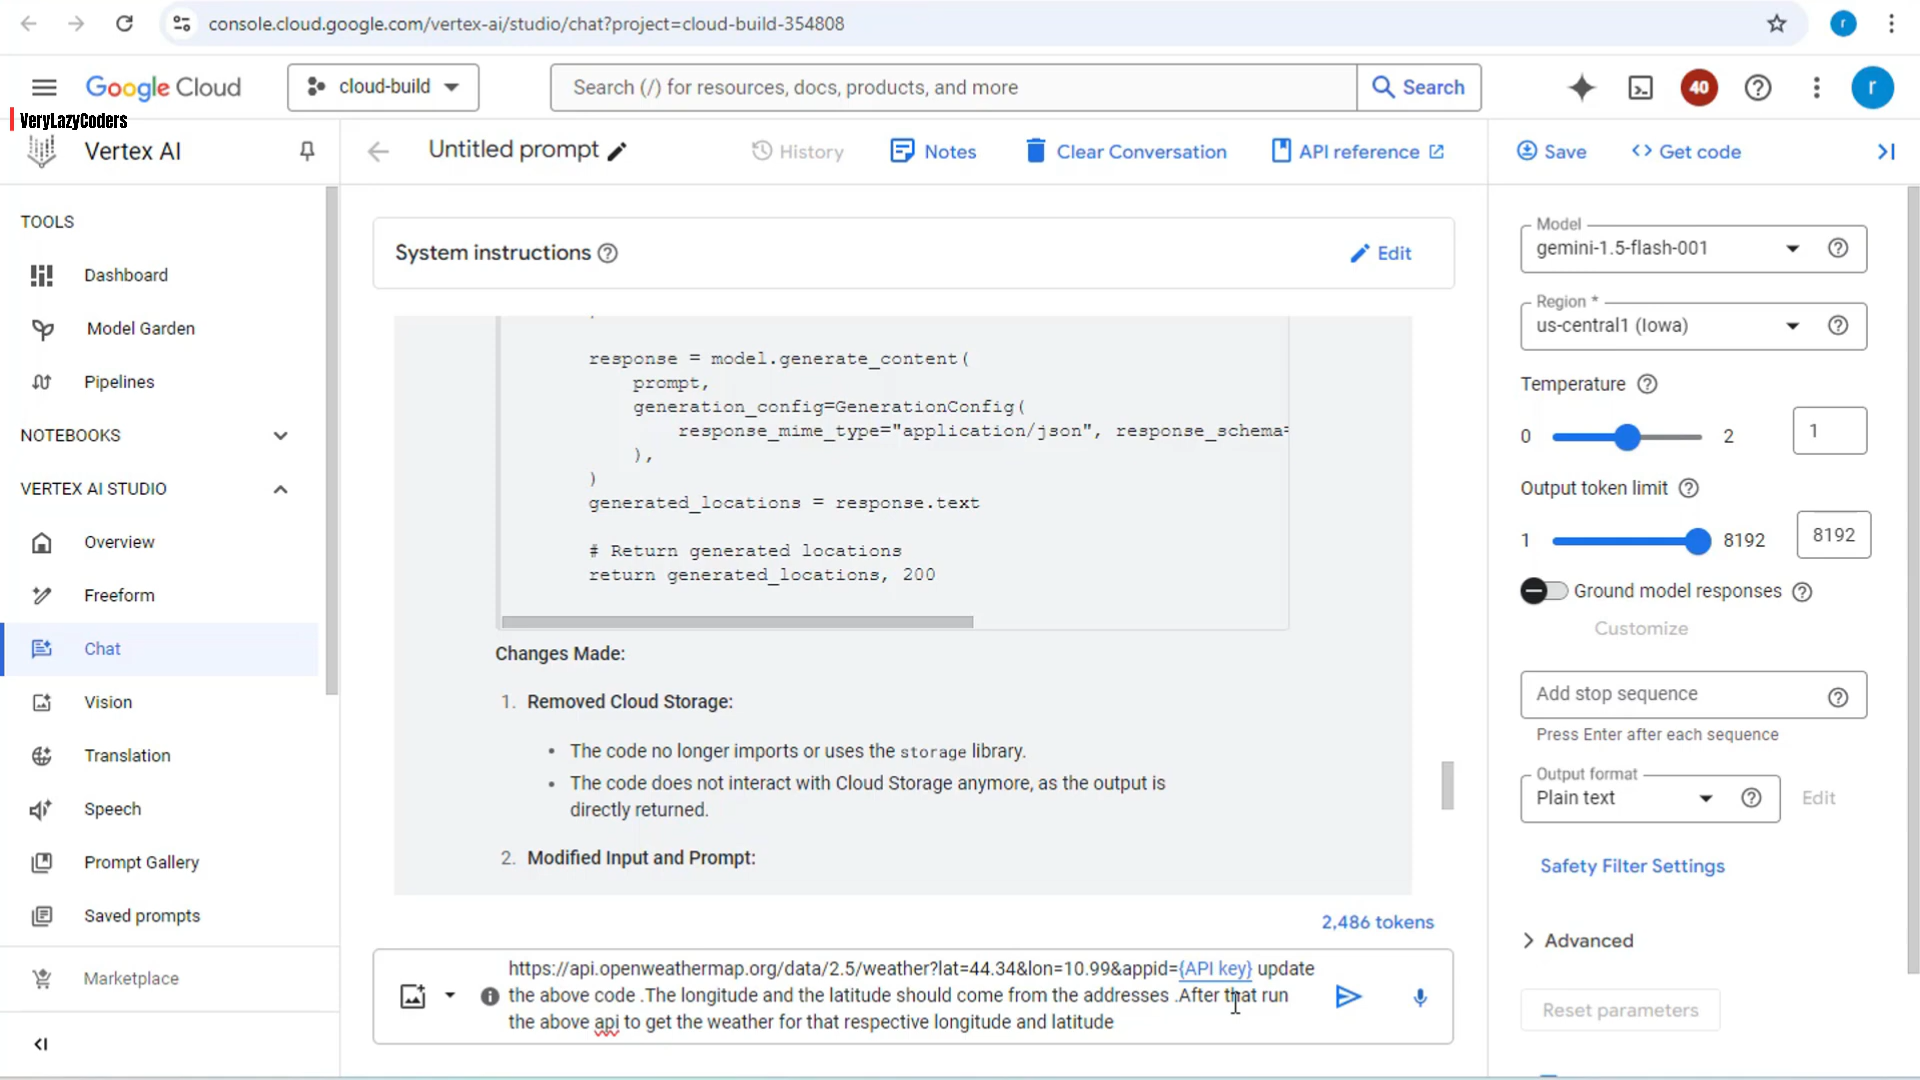 console.cloud.google.com/vertex-ai/studio/chat?project=cloud-build-354808
r
Google Cloud
cloud-build
Search (/) for resources, docs, products, and more
Search
40
r
VeryLazyCoders
Vertex AI
Untitled prompt
History
Notes
Clear Conversation
API reference
Save
Get code
TOOLS
Dashboard
Model Garden
Pipelines
NOTEBOOKS
VERTEX AI STUDIO
Overview
Freeform
Chat
Vision
Translation
Speech
Prompt Gallery
Saved prompts
Marketplace
System instructions
Edit
response = model.generate_content(
prompt,
generation_config=GenerationConfig(
response_mime_type="application/json", response_schema=
),
)
generated_locations = response.text
# Return generated locations
return generated_locations, 200
Changes Made:
1. Removed Cloud Storage:
• The code no longer imports or uses the storage library.
• The code does not interact with Cloud Storage anymore, as the output is
directly returned.
2. Modified Input and Prompt:
2,486 tokens
https://api.openweathermap.org/data/2.5/weather?lat=44.34&lon=10.99&appid={API key} update
the above code .The longitude and the latitude should come from the addresses .After that run
the above api to get the weather for that respective longitude and latitude
Model
gemini-1.5-flash-001
Region *
us-central1 (Iowa)
Temperature
0
2
1
Output token limit
1
8192
8192
Ground model responses
Customize
Add stop sequence
Press Enter after each sequence
Output format
Plain text
Edit
Safety Filter Settings
Advanced
Reset parameters